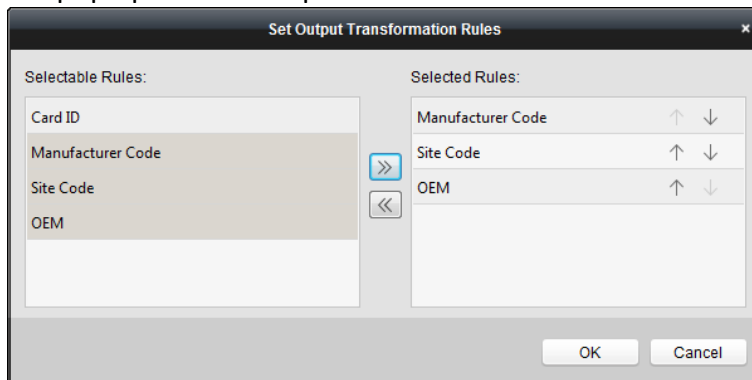 Set Output Transformation Rules
Selectable Rules:
Card ID
Manufacturer Code
Site Code
OEM
Selected Rules:
Manufacturer Code
Site Code
OEM
OK
Cancel